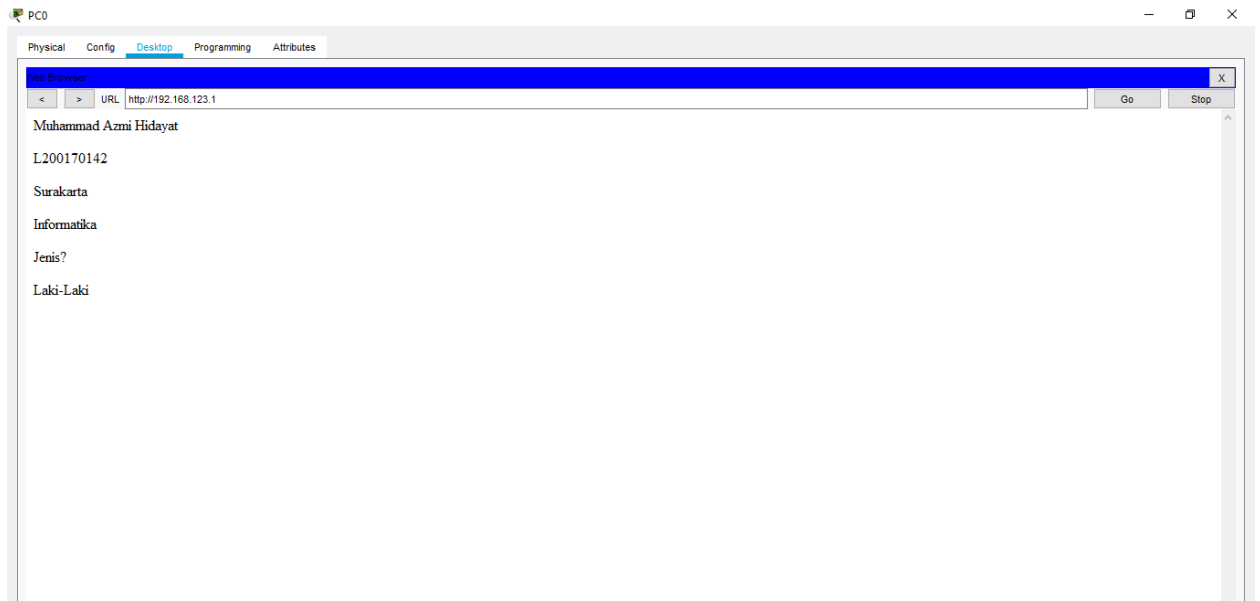 PC0
Physical Config Desktop Programming Attributes
Web Browser X
< > URL http://192.168.123.1 Go Stop
Muhammad Azmi Hidayat
L200170142
Surakarta
Informatika
Jenis?
Laki-Laki